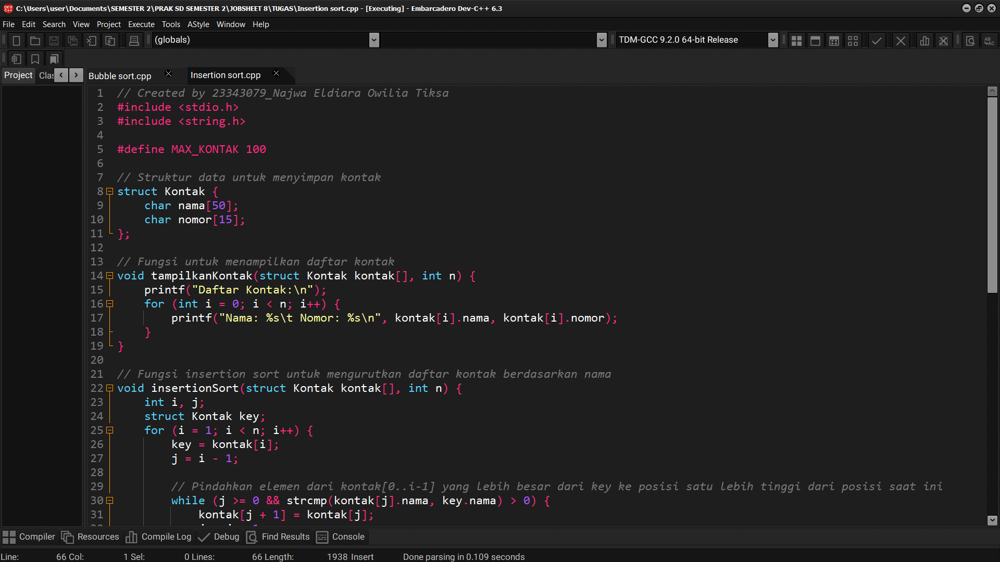 C:\Users\user\Documents\SEMESTER 2\PRAK SD SEMESTER 2\JOBSHEET 8\TUGAS\Insertion sort.cpp - [Executing] - Embarcadero Dev-C++ 6.3
File Edit Search View Project Execute Tools AStyle Window Help
(globals) TDM-GCC 9.2.0 64-bit Release
Project Clas Bubble sort.cpp Insertion sort.cpp
1 // Created by 23343079_Najwa Eldiara Owilia Tiksa
2 #include <stdio.h>
3 #include <string.h>
4
5 #define MAX_KONTAK 100
6
7 // Struktur data untuk menyimpan kontak
8 struct Kontak {
9 char nama[50];
10 char nomor[15];
11 };
12
13 // Fungsi untuk menampilkan daftar kontak
14 void tampilkanKontak(struct Kontak kontak[], int n) {
15 printf("Daftar Kontak:\n");
16 for (int i = 0; i < n; i++) {
17 printf("Nama: %s\t Nomor: %s\n", kontak[i].nama, kontak[i].nomor);
18 }
19 }
20
21 // Fungsi insertion sort untuk mengurutkan daftar kontak berdasarkan nama
22 void insertionSort(struct Kontak kontak[], int n) {
23 int i, j;
24 struct Kontak key;
25 for (i = 1; i < n; i++) {
26 key = kontak[i];
27 j = i - 1;
28
29 // Pindahkan elemen dari kontak[0..i-1] yang lebih besar dari key ke posisi satu lebih tinggi dari posisi saat ini
30 while (j >= 0 && strcmp(kontak[j].nama, key.nama) > 0) {
31 kontak[j + 1] = kontak[j];
Compiler Resources Compile Log Debug Find Results Console
Line: 66 Col: 1 Sel: 0 Lines: 66 Length: 1938 Insert Done parsing in 0.109 seconds